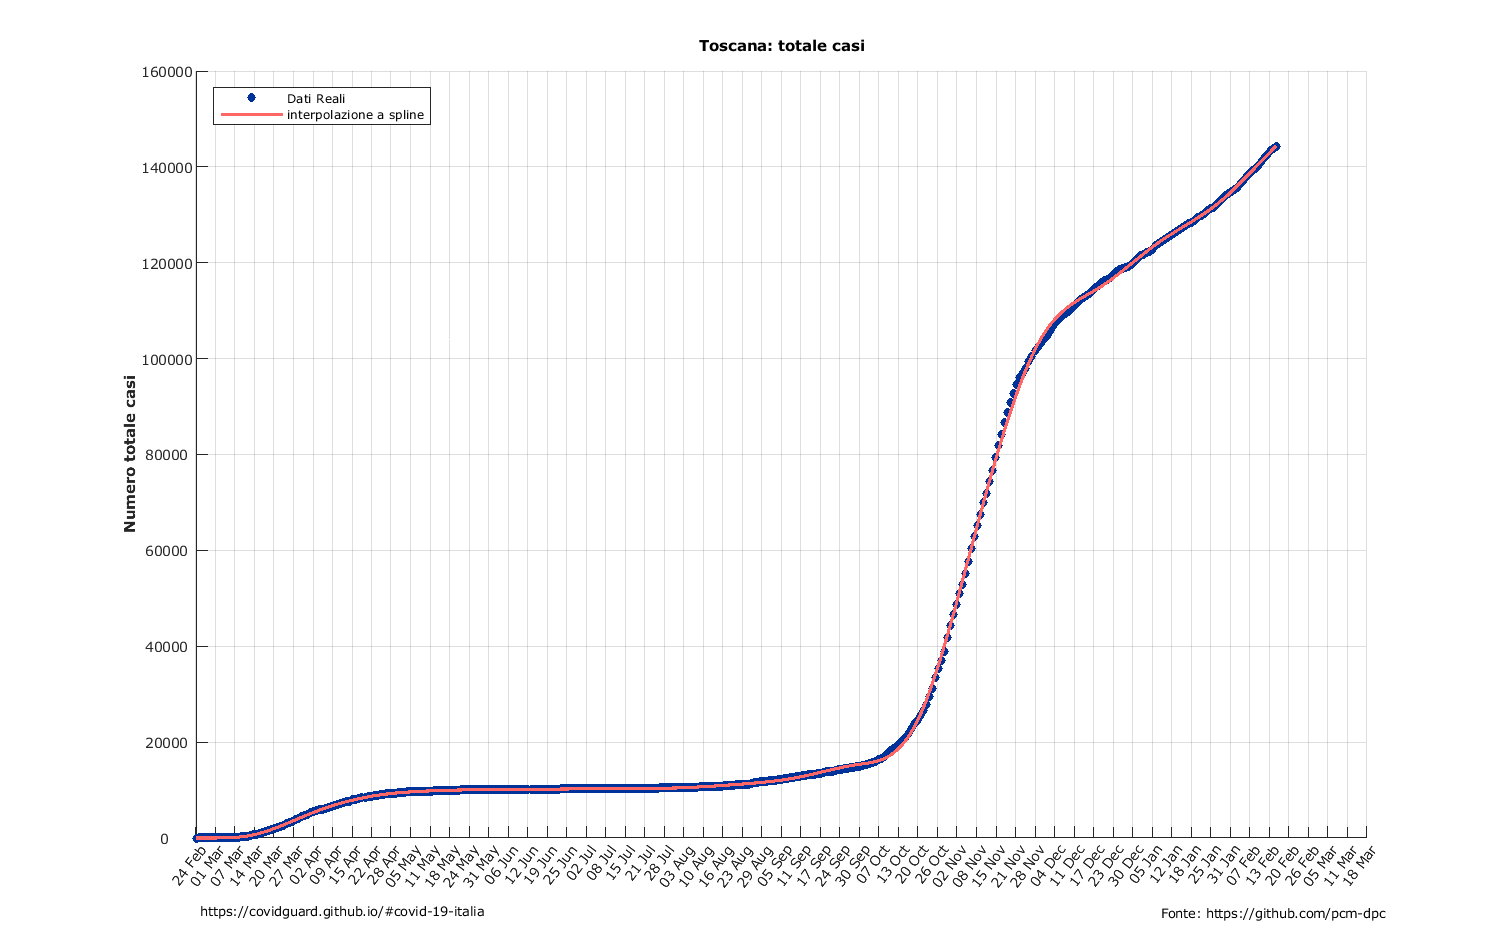 Toscana: totale casi
Dati Reali
interpolazione a spline
Numero totale casi
160000
140000
120000
100000
80000
60000
40000
20000
0
24 Feb
01 Mar
07 Mar
14 Mar
20 Mar
27 Mar
02 Apr
09 Apr
15 Apr
22 Apr
28 Apr
05 May
11 May
18 May
24 May
31 May
06 Jun
12 Jun
19 Jun
25 Jun
02 Jul
08 Jul
15 Jul
21 Jul
28 Jul
03 Aug
10 Aug
16 Aug
23 Aug
29 Aug
05 Sep
11 Sep
17 Sep
24 Sep
30 Sep
07 Oct
13 Oct
20 Oct
26 Oct
02 Nov
08 Nov
15 Nov
21 Nov
28 Nov
04 Dec
11 Dec
17 Dec
23 Dec
30 Dec
05 Jan
12 Jan
18 Jan
25 Jan
31 Jan
07 Feb
13 Feb
20 Feb
26 Feb
05 Mar
11 Mar
18 Mar
https://covidguard.github.io/#covid-19-italia
Fonte: https://github.com/pcm-dpc